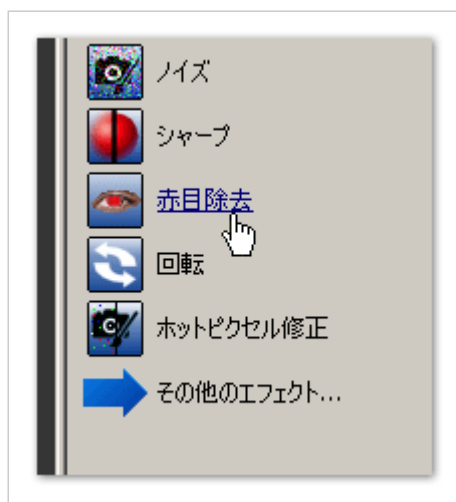 ノイズ
シャープ
赤目除去
回転
ホットピクセル修正
その他のエフェクト...